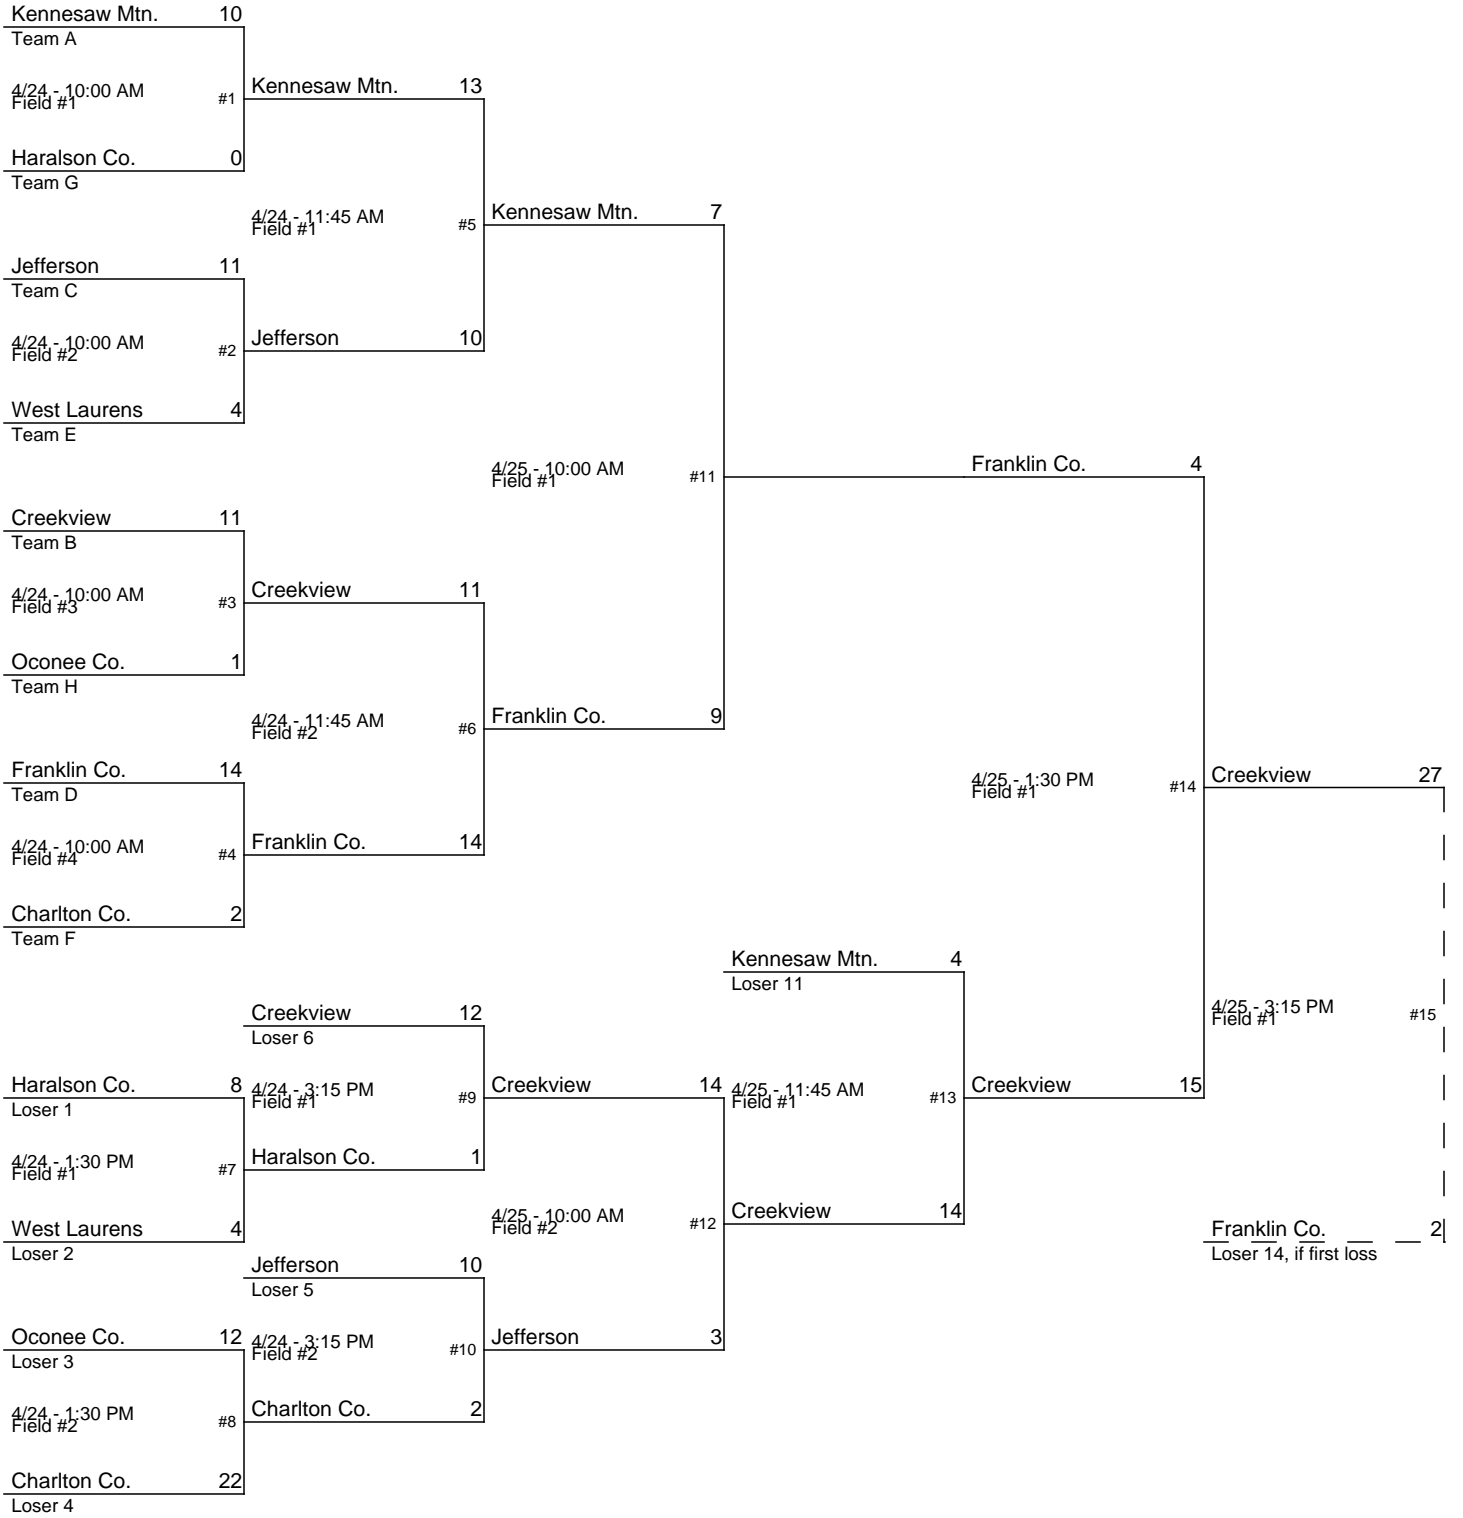 Kennesaw Mtn. 10
Team A
4/24 - 10:00 AM
Field #1
#1
Kennesaw Mtn. 13
Haralson Co. 0
Team G
4/24 - 11:45 AM
Field #1
#5
Kennesaw Mtn. 7
Jefferson 11
Team C
4/24 - 10:00 AM
Field #2
#2
Jefferson 10
West Laurens 4
Team E
4/25 - 10:00 AM
Field #1
#11
Franklin Co. 4
Creekview 11
Team B
4/24 - 10:00 AM
Field #3
#3
Creekview 11
Oconee Co. 1
Team H
4/24 - 11:45 AM
Field #2
#6
Franklin Co. 9
Franklin Co. 14
Team D
4/24 - 10:00 AM
Field #4
#4
Franklin Co. 14
Charlton Co. 2
Team F
4/25 - 1:30 PM
Field #1
#14
Creekview 27
Kennesaw Mtn. 4
Loser 11
Creekview 12
Loser 6
4/25 - 3:15 PM
Field #1
#15
Haralson Co. 8
Loser 1
4/24 - 3:15 PM
Field #1
#9
Creekview 14
4/25 - 11:45 AM
Field #1
#13
Creekview 15
4/24 - 1:30 PM
Field #1
#7
Haralson Co. 1
West Laurens 4
Loser 2
4/25 - 10:00 AM
Field #2
#12
Creekview 14
Franklin Co. 2
Loser 14, if first loss
Jefferson 10
Loser 5
Oconee Co. 12
Loser 3
4/24 - 3:15 PM
Field #2
#10
Jefferson 3
4/24 - 1:30 PM
Field #2
#8
Charlton Co. 2
Charlton Co. 22
Loser 4